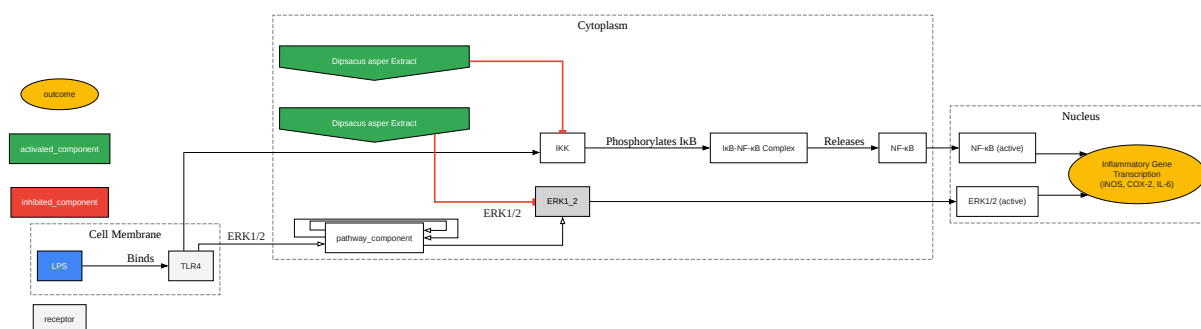 Cytoplasm
Dipsacus asper Extract
outcome
Dipsacus asper Extract
Nucleus
activated_component
IKK
Phosphorylates IκB
IκB-NF-κB Complex
Releases
NF-κB
NF-κB (active)
Inflammatory Gene
Transcription
(iNOS, COX-2, IL-6)
inhibited_component
ERK1_2
ERK1/2
ERK1/2 (active)
Cell Membrane
ERK1/2
pathway_component
LPS
Binds
TLR4
receptor